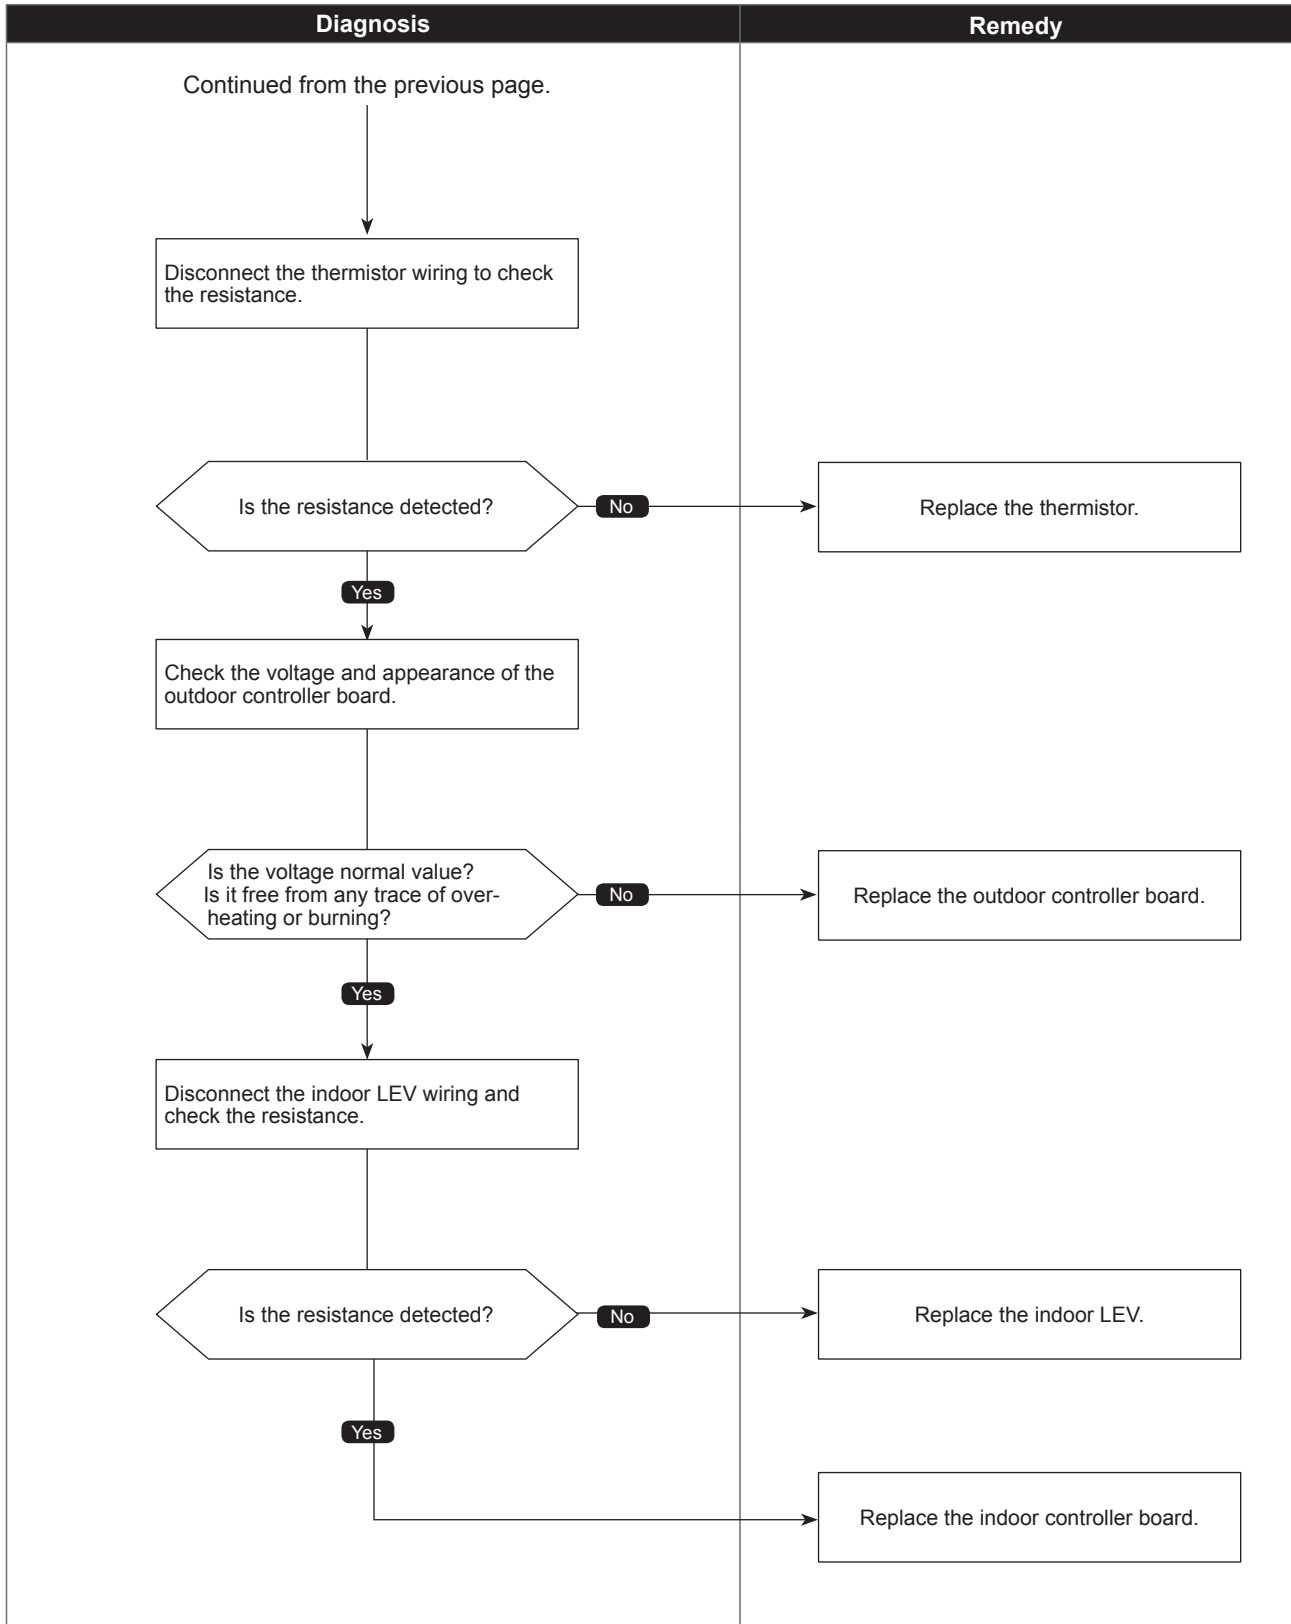 Diagnosis
Remedy
Continued from the previous page.
Disconnect the thermistor wiring to check
the resistance.
Is the resistance detected?
No
Replace the thermistor.
Yes
Check the voltage and appearance of the
outdoor controller board.
Is the voltage normal value?
Is it free from any trace of over-
heating or burning?
No
Replace the outdoor controller board.
Yes
Disconnect the indoor LEV wiring and
check the resistance.
Is the resistance detected?
No
Replace the indoor LEV.
Yes
Replace the indoor controller board.